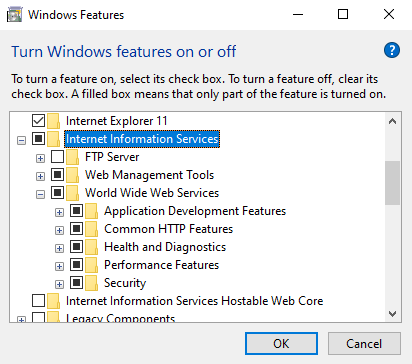 Windows Features
Turn Windows features on or off
To turn a feature on, select its check box. To turn a feature off, clear its
check box. A filled box means that only part of the feature is turned on.
Internet Explorer 11
Internet Information Services
FTP Server
Web Management Tools
World Wide Web Services
Application Development Features
Common HTTP Features
Health and Diagnostics
Performance Features
Security
Internet Information Services Hostable Web Core
Legacy Components
OK Cancel